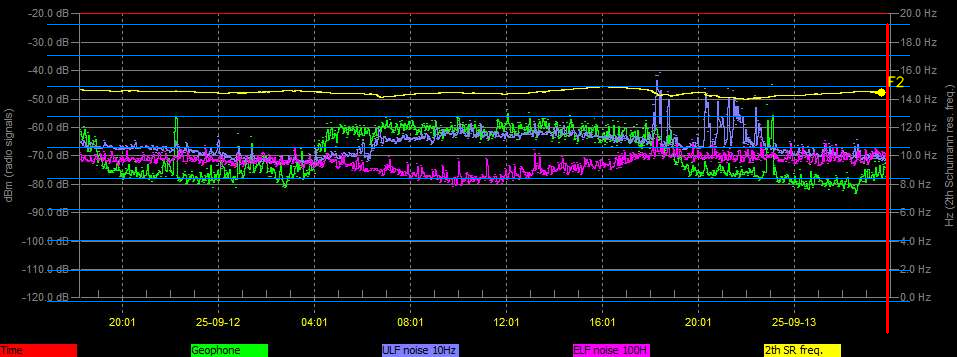 -20.0 dB
20.0 Hz
-30.0 dB
18.0 Hz
-40.0 dB
16.0 Hz
F2
-50.0 dB
14.0 Hz
-60.0 dB
12.0 Hz
-70.0 dB
10.0 Hz
-80.0 dB
8.0 Hz
-90.0 dB
6.0 Hz
-100.0 dB
4.0 Hz
-110.0 dB
2.0 Hz
-120.0 dB
0.0 Hz
dBm (radio signals)
Hz (2th Schumann res. freq.)
20:01 25-09-12 04:01 08:01 12:01 16:01 20:01 25-09-13
Time Geophone ULF noise 10Hz ELF noise 100H 2th SR freq.